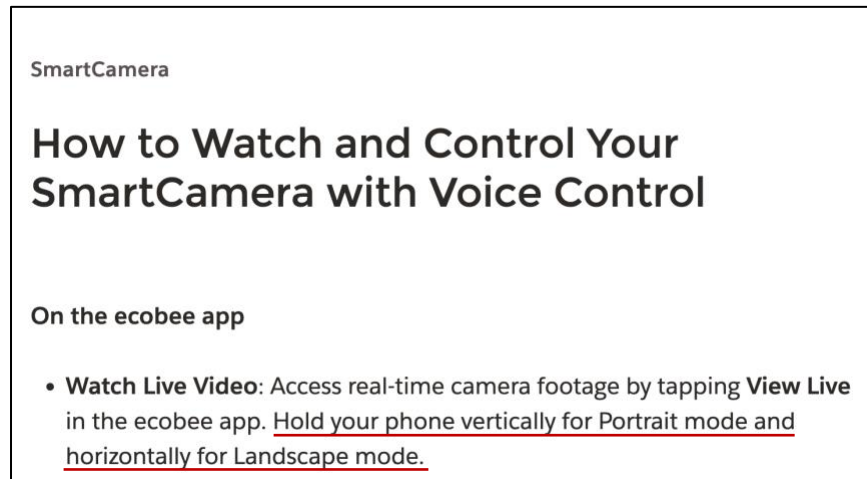 SmartCamera
How to Watch and Control Your
SmartCamera with Voice Control
On the ecobee app
• Watch Live Video: Access real-time camera footage by tapping View Live
in the ecobee app. Hold your phone vertically for Portrait mode and
horizontally for Landscape mode.